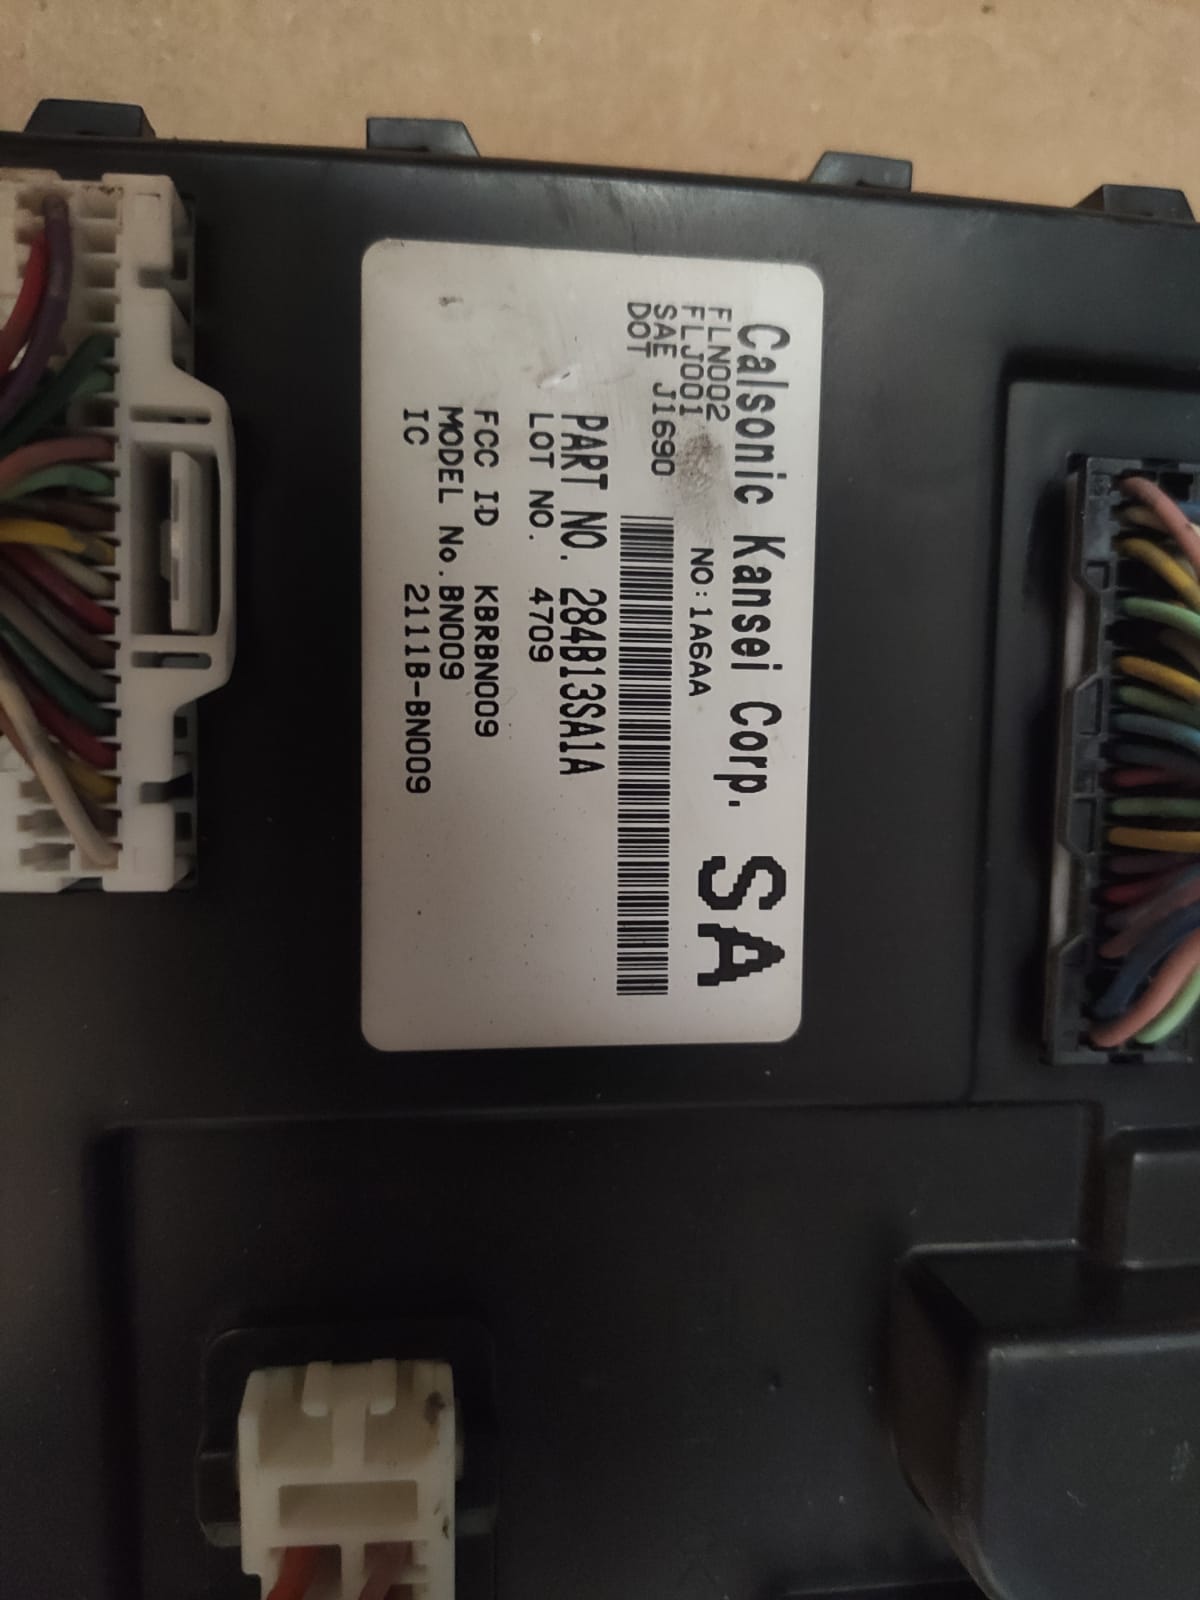 Calsonic Kansei Corp. SA
FLN002
FLJ001 NO:1A6AA
SAE J1690
DOT
PART NO. 284B13SA1A
LOT NO. 4709
FCC ID KBRBN009
MODEL No. BN009
IC 2111B-BN009